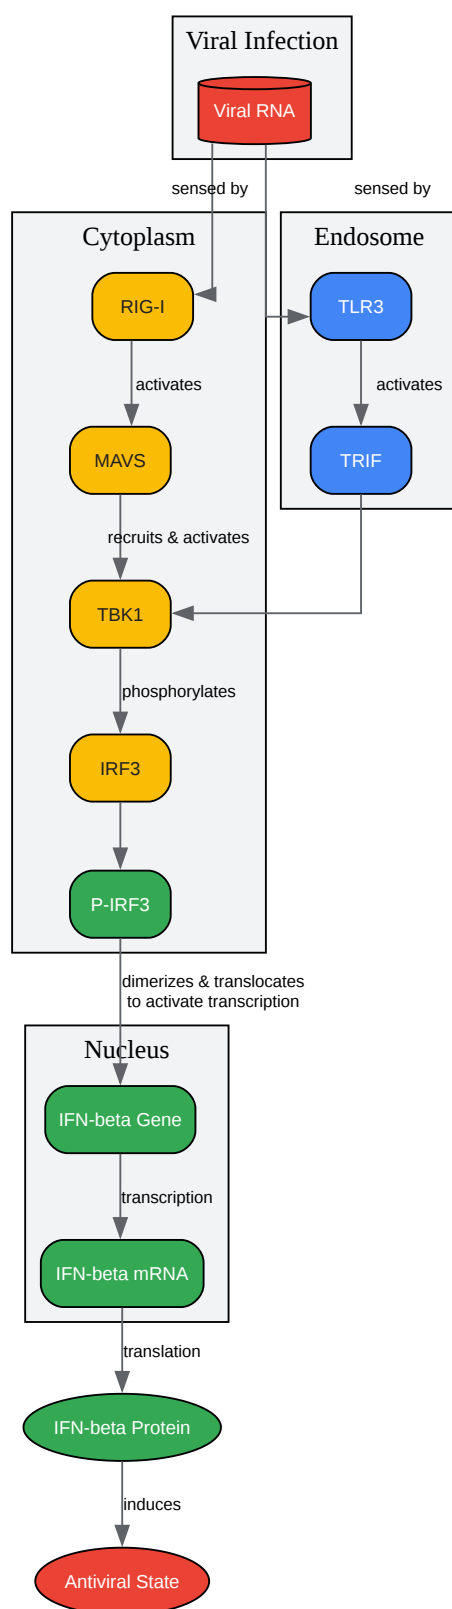 Viral Infection
Viral RNA
sensed by
sensed by
Cytoplasm
Endosome
RIG-I
TLR3
activates
activates
MAVS
TRIF
recruits & activates
TBK1
phosphorylates
IRF3
P-IRF3
dimerizes & translocates
to activate transcription
Nucleus
IFN-beta Gene
transcription
IFN-beta mRNA
translation
IFN-beta Protein
induces
Antiviral State